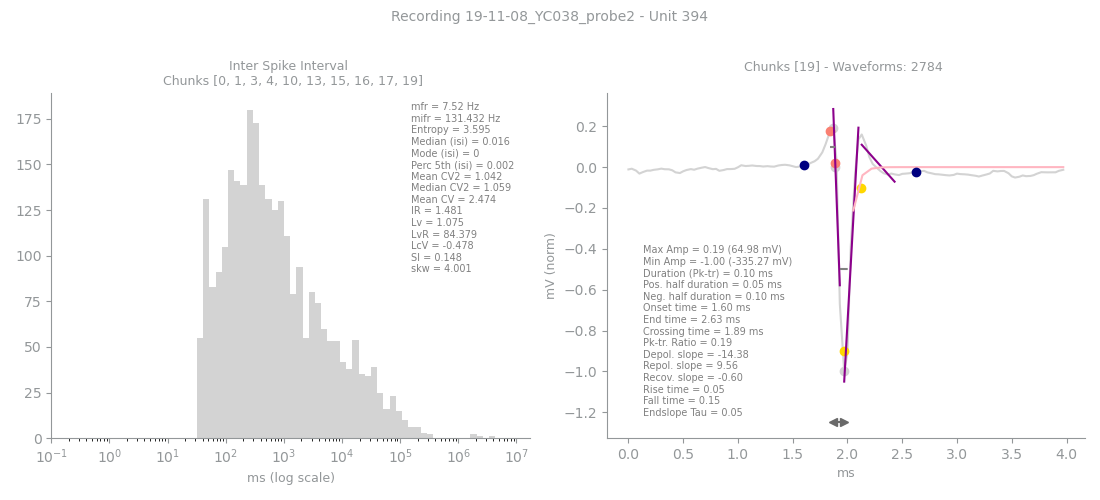 Recording 19-11-08_YC038_probe2 - Unit 394
Inter Spike Interval
Chunks [0, 1, 3, 4, 10, 13, 15, 16, 17, 19]
mfr = 7.52 Hz
mifr = 131.432 Hz
Entropy = 3.595
Median (isi) = 0.016
Mode (isi) = 0
Perc 5th (isi) = 0.002
Mean CV2 = 1.042
Median CV2 = 1.059
Mean CV = 2.474
IR = 1.481
Lv = 1.075
LvR = 84.379
LcV = -0.478
SI = 0.148
skw = 4.001
175
150
125
100
75
50
25
0
10⁻¹ 10⁰ 10¹ 10² 10³ 10⁴ 10⁵ 10⁶ 10⁷
ms (log scale)
Chunks [19] - Waveforms: 2784
mV (norm)
0.2
0.0
−0.2
−0.4
−0.6
−0.8
−1.0
−1.2
Max Amp = 0.19 (64.98 mV)
Min Amp = -1.00 (-335.27 mV)
Duration (Pk-tr) = 0.10 ms
Pos. half duration = 0.05 ms
Neg. half duration = 0.10 ms
Onset time = 1.60 ms
End time = 2.63 ms
Crossing time = 1.89 ms
Pk-tr. Ratio = 0.19
Depol. slope = -14.38
Repol. slope = 9.56
Recov. slope = -0.60
Rise time = 0.05
Fall time = 0.15
Endslope Tau = 0.05
0.0 0.5 1.0 1.5 2.0 2.5 3.0 3.5 4.0
ms